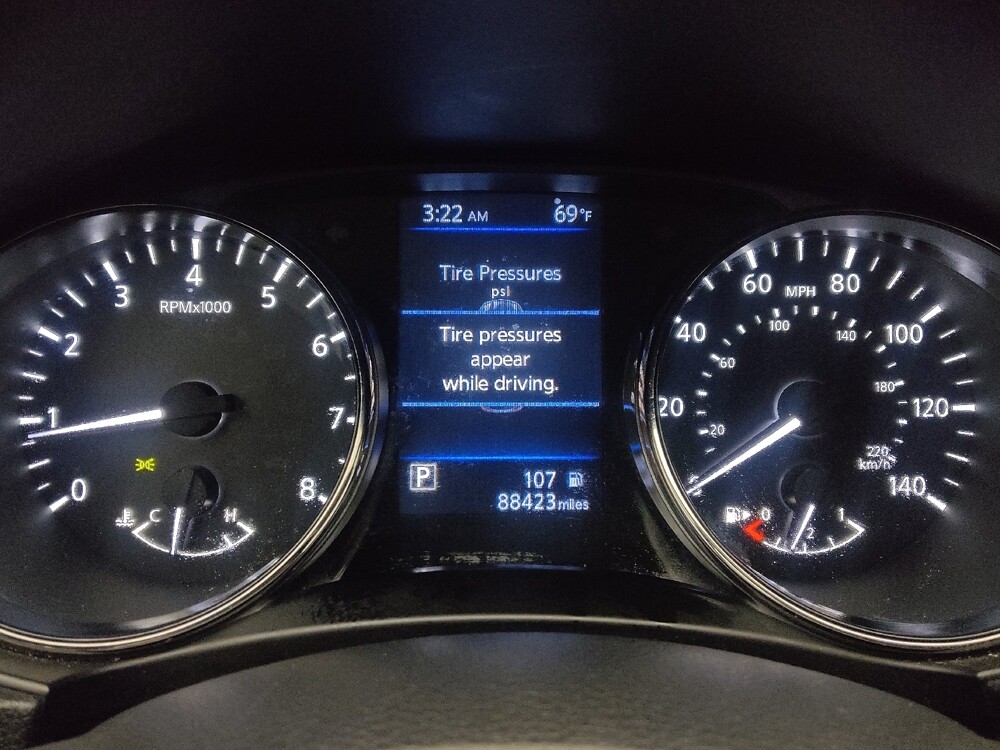 3:22 AM 69°F
Tire Pressures
psi
Tire pressures
appear
while driving.
P 107
88423 miles
0 1 2 3 4 5 6 7 8
RPMx1000
C H
20 40 60 80 100 120 140
MPH
20 60 100 140 180 220
km/h
0 1/2 1